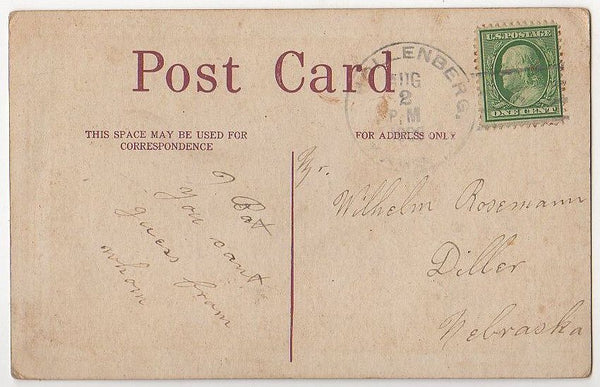 Post Card
THIS SPACE MAY BE USED FOR
CORRESPONDENCE
FOR ADDRESS ONLY
LLENBERG.
AUG
2
P.M
U.S. POSTAGE
ONE CENT
I Bet
you cant
guess from
whom
Mr.
Wilhelm Rosemann
Diller
Nebraska